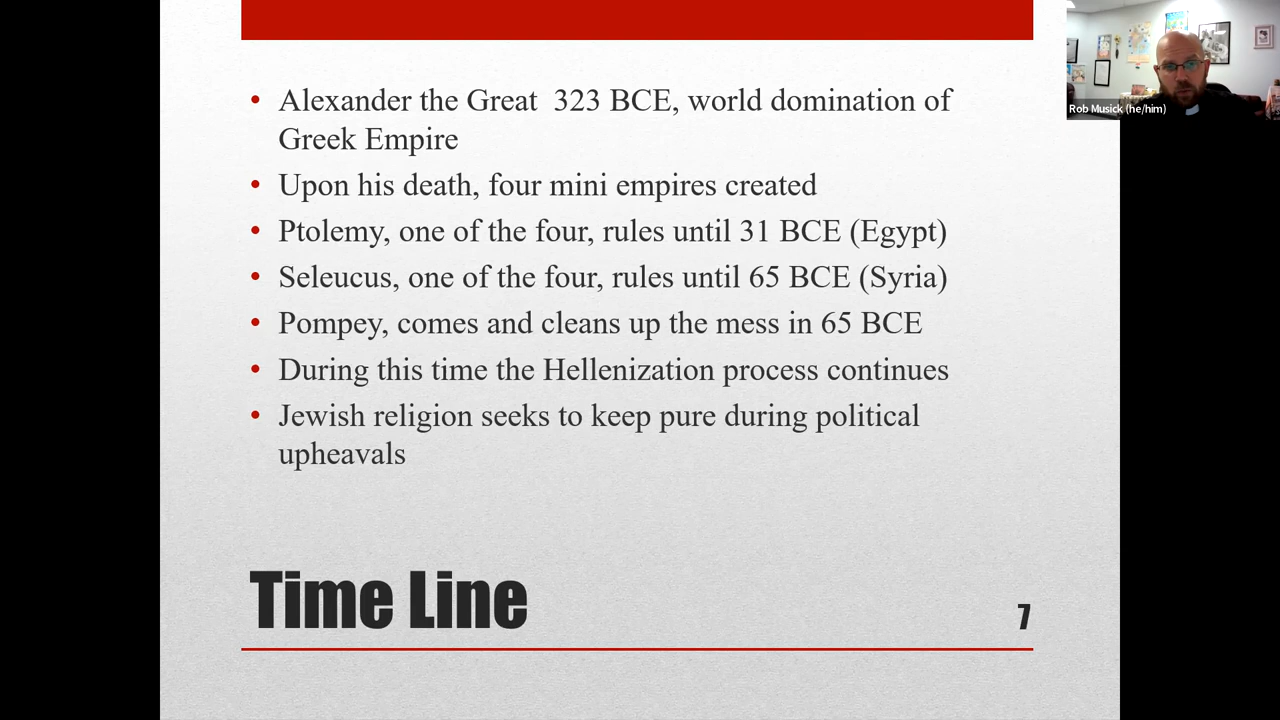 • Alexander the Great  323 BCE, world domination of
Greek Empire
• Upon his death, four mini empires created
• Ptolemy, one of the four, rules until 31 BCE (Egypt)
• Seleucus, one of the four, rules until 65 BCE (Syria)
• Pompey, comes and cleans up the mess in 65 BCE
• During this time the Hellenization process continues
• Jewish religion seeks to keep pure during political
upheavals
Time Line
7
Rob Musick (he/him)